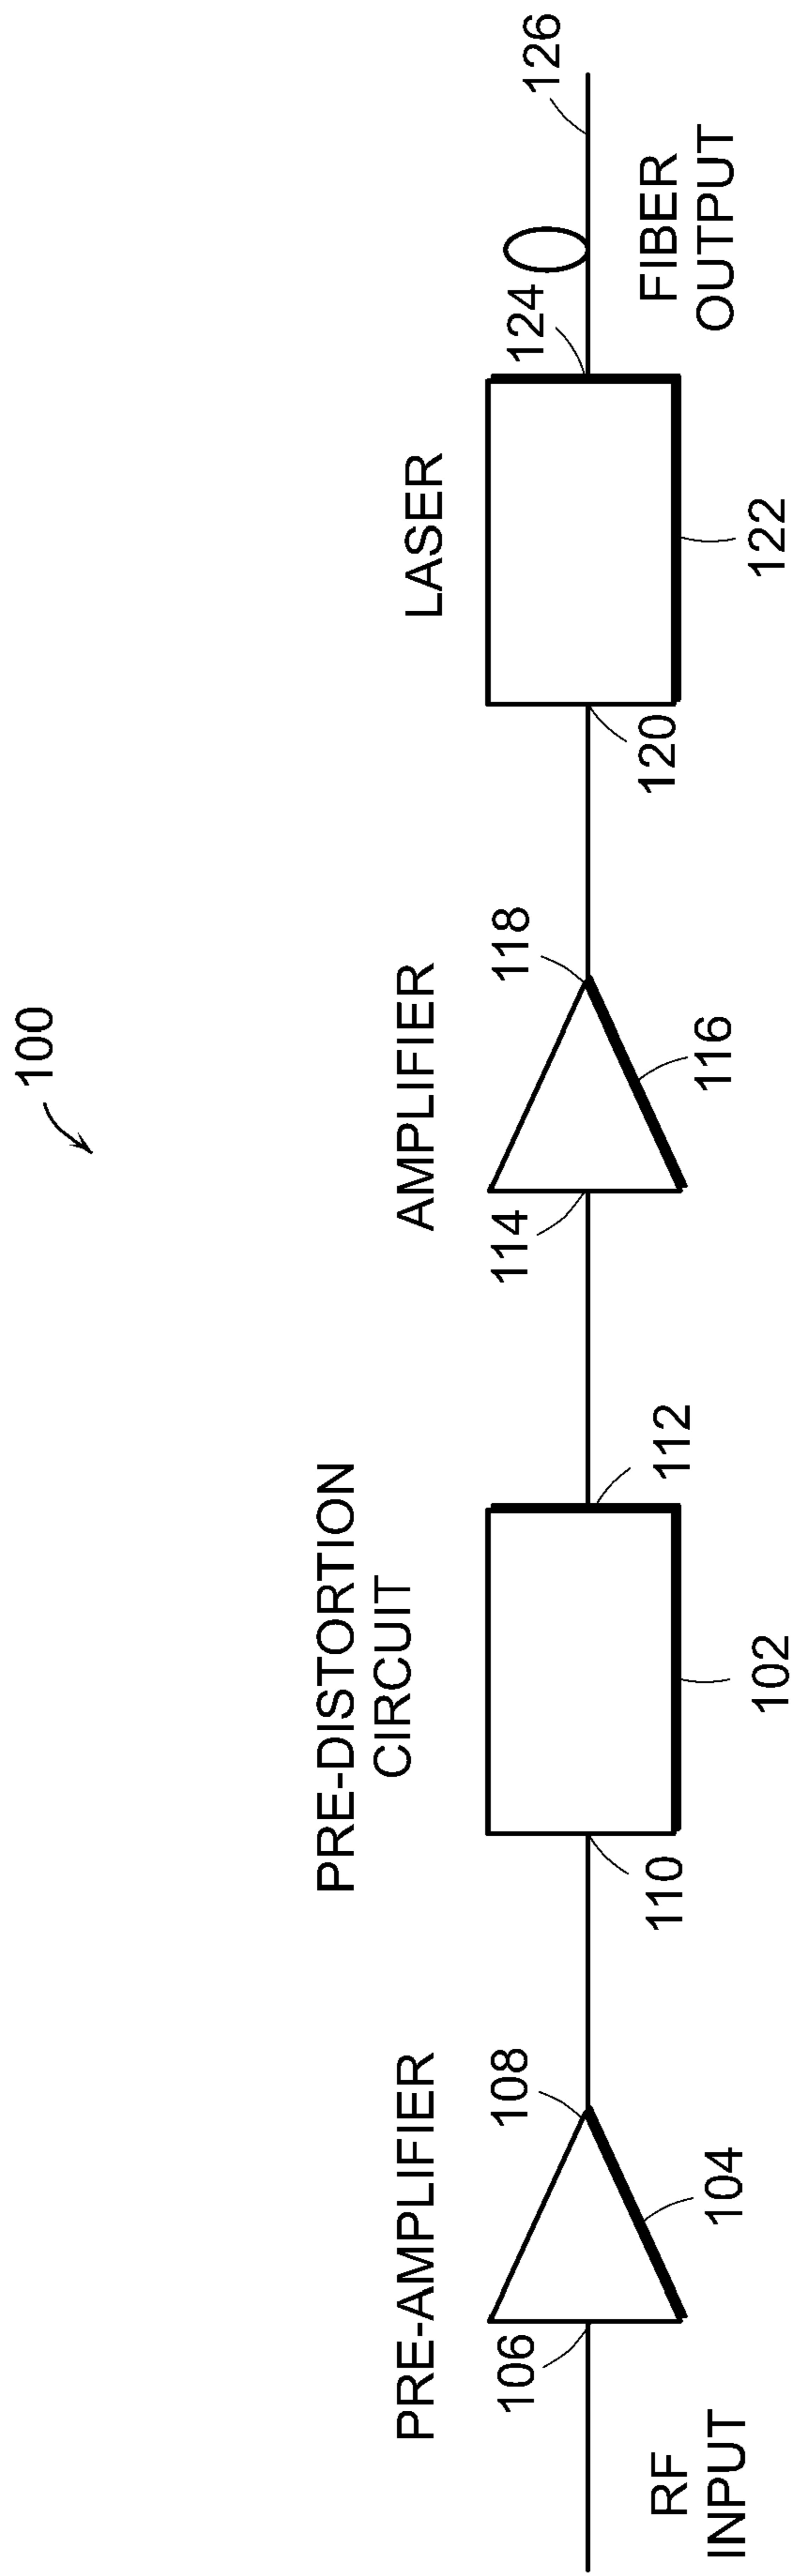 100
PRE-AMPLIFIER
PRE-DISTORTION
CIRCUIT
AMPLIFIER
LASER
106
108
114
118
124
126
110
112
120
RF
INPUT
104
102
116
122
FIBER
OUTPUT